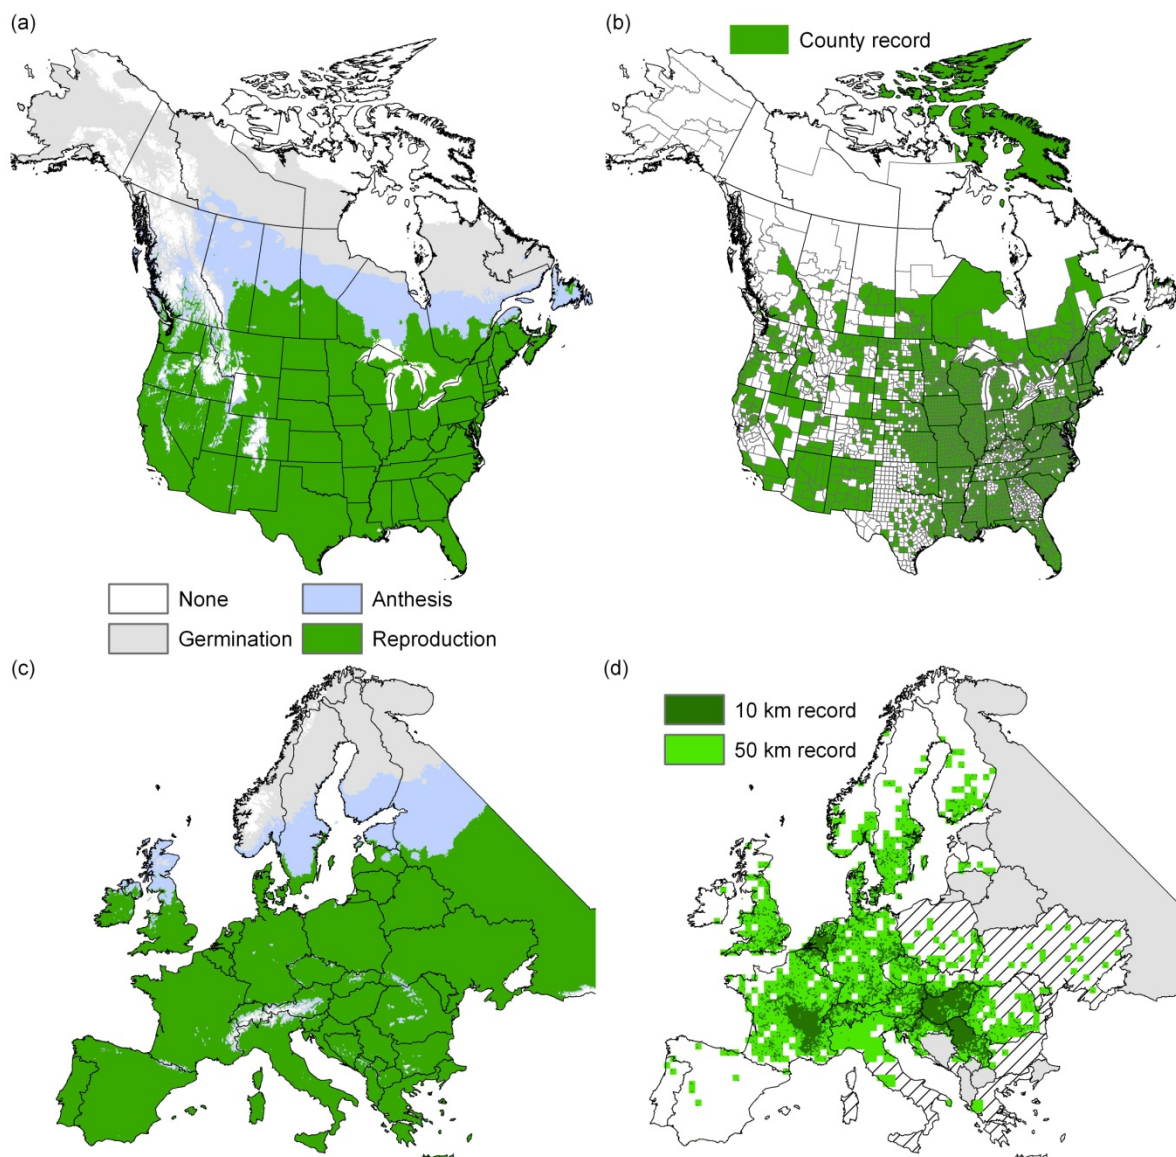 (a)
(b)
County record
None
Anthesis
Germination
Reproduction
(c)
(d)
10 km record
50 km record